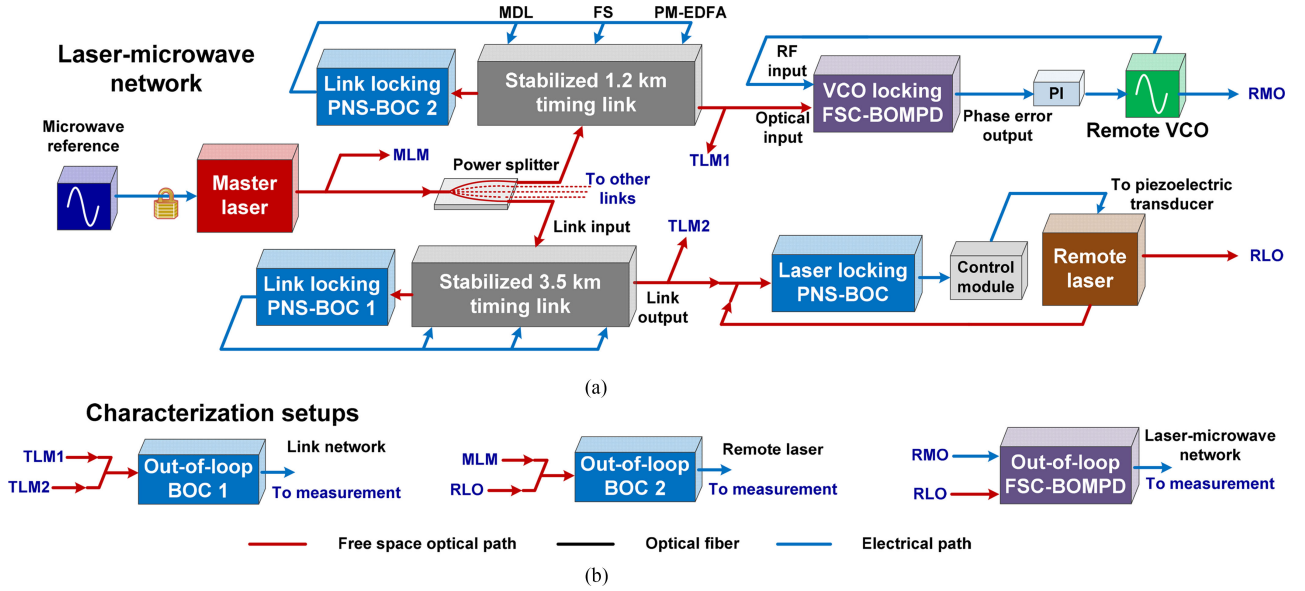 MDL FS PM-EDFA
Laser-microwave
network
Link locking
PNS-BOC 2
Stabilized 1.2 km
timing link
RF
input
VCO locking
FSC-BOMPD
PI
RMO
Optical
input
Phase error
output
Remote VCO
Microwave
reference
Master
laser
MLM
Power splitter
TLM1
To other
links
To piezoelectric
transducer
Link input
TLM2
Link locking
PNS-BOC 1
Stabilized 3.5 km
timing link
Link
output
Laser locking
PNS-BOC
Control
module
Remote
laser
RLO
(a)
Characterization setups
TLM1
TLM2
Out-of-loop
BOC 1
Link network
To measurement
MLM
RLO
Out-of-loop
BOC 2
Remote laser
To measurement
RMO
RLO
Out-of-loop
FSC-BOMPD
Laser-microwave
network
To measurement
Free space optical path
Optical fiber
Electrical path
(b)